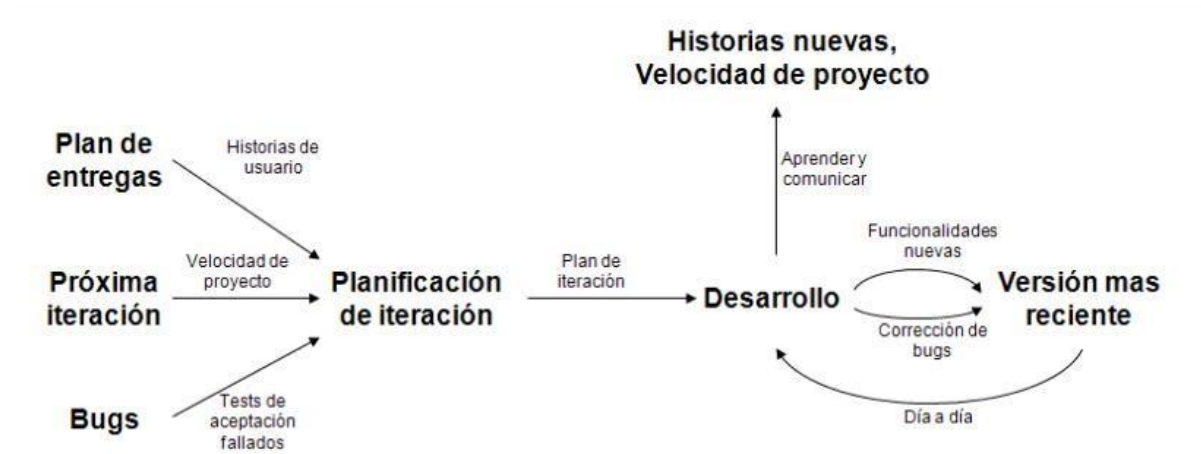 Historias nuevas,
Velocidad de proyecto
Plan de
entregas
Historias de
usuario
Aprender y
comunicar
Funcionalidades
nuevas
Próxima
iteración
Velocidad de
proyecto
Planificación
de iteración
Plan de
iteración
Desarrollo
Versión mas
reciente
Corrección de
bugs
Bugs
Tests de
aceptación
fallados
Día a día